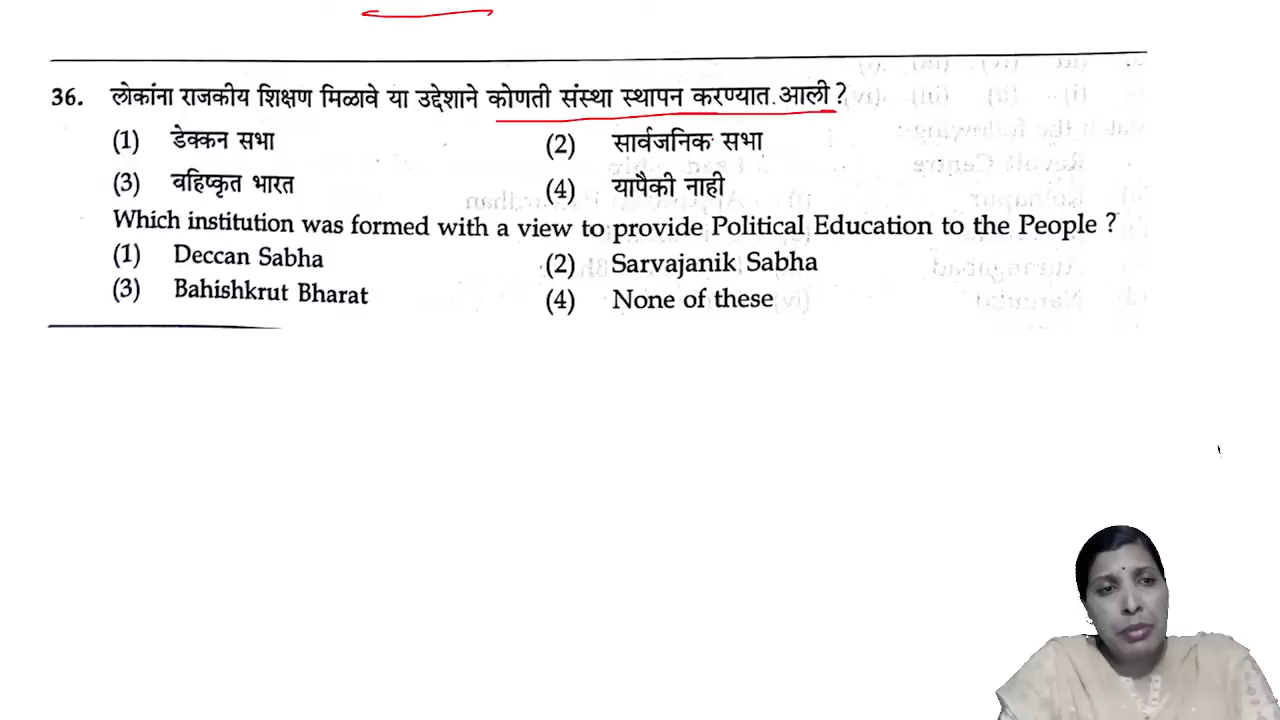 36. लोकांना राजकीय शिक्षण मिळावे या उद्देशाने कोणती संस्था स्थापन करण्यात आली ?
(1) डेक्कन सभा (2) सार्वजनिक सभा
(3) वहिष्कृत भारत (4) यापैकी नाही
Which institution was formed with a view to provide Political Education to the People ?
(1) Deccan Sabha (2) Sarvajanik Sabha
(3) Bahishkrut Bharat (4) None of these